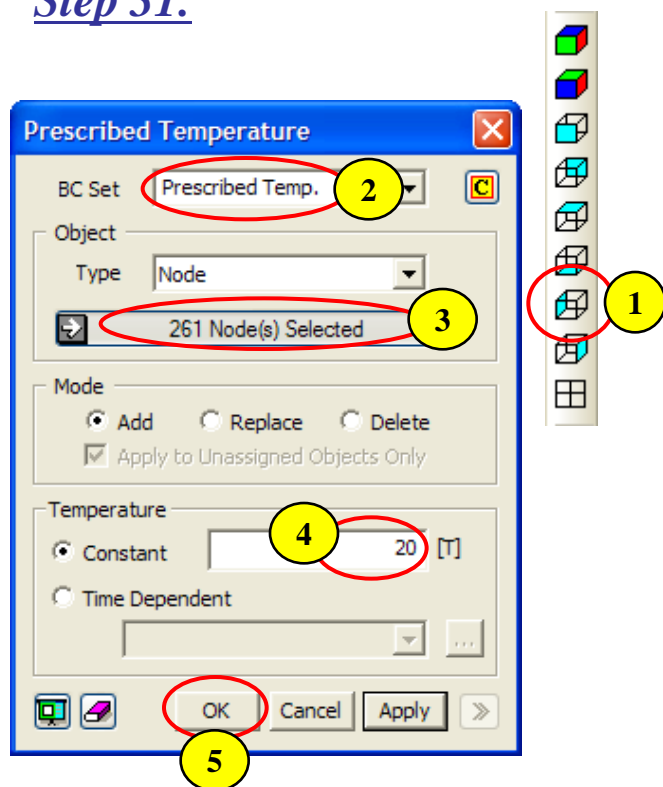 Step 31.
Prescribed Temperature
BC Set Prescribed Temp. 2 C
Object
Type Node
261 Node(s) Selected 3
1
Mode
Add Replace Delete
Apply to Unassigned Objects Only
Temperature
Constant 4 20 [T]
Time Dependent
...
OK Cancel Apply >>
5